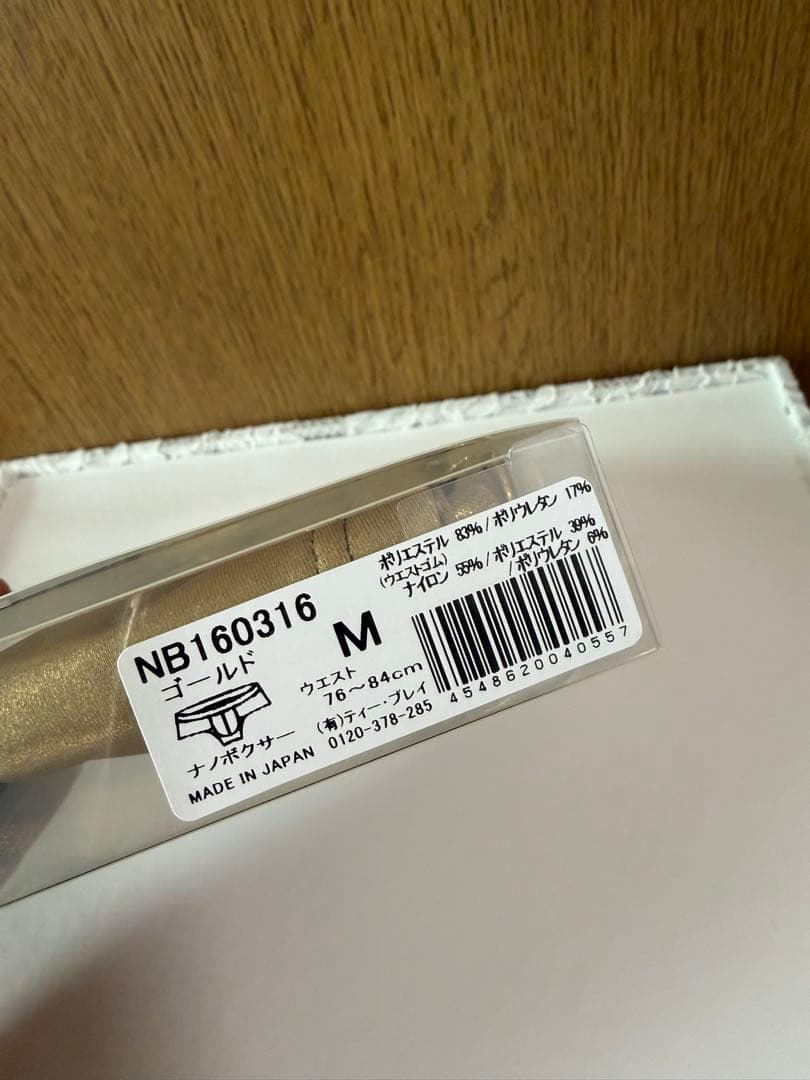 NB160316
ゴールド
ナノボクサー
MADE IN JAPAN
M
ウエスト
76～84cm
(有)ティー・ブレイ
0120-378-285
ポリエステル 83% / ポリウレタン 17%
(ウエストゴム)
ナイロン 55% / ポリエステル 39%
/ ポリウレタン 6%
4548620040557